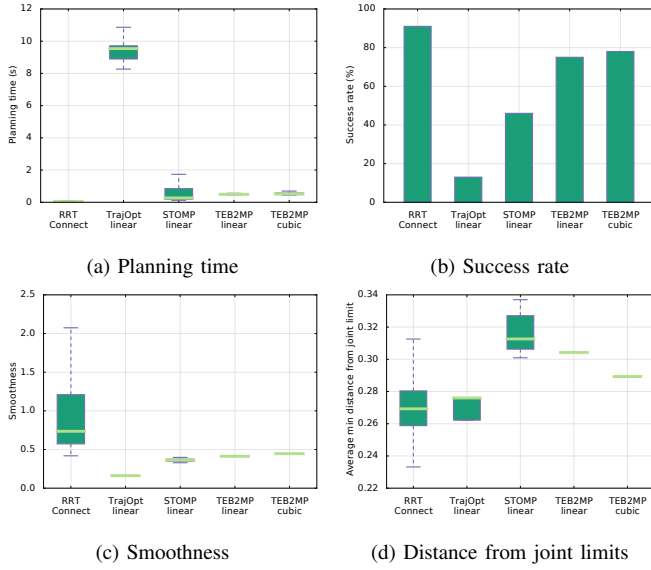 12
10
8
6
4
2
0
Planning time (s)
RRT Connect
TrajOpt linear
STOMP linear
TEB2MP linear
TEB2MP cubic
(a) Planning time
100
80
60
40
20
0
Success rate (%)
RRT Connect
TrajOpt linear
STOMP linear
TEB2MP linear
TEB2MP cubic
(b) Success rate
2.5
2.0
1.5
1.0
0.5
0.0
Smoothness
RRT Connect
TrajOpt linear
STOMP linear
TEB2MP linear
TEB2MP cubic
(c) Smoothness
0.34
0.32
0.30
0.28
0.26
0.24
0.22
Average min distance from joint limit
RRT Connect
TrajOpt linear
STOMP linear
TEB2MP linear
TEB2MP cubic
(d) Distance from joint limits